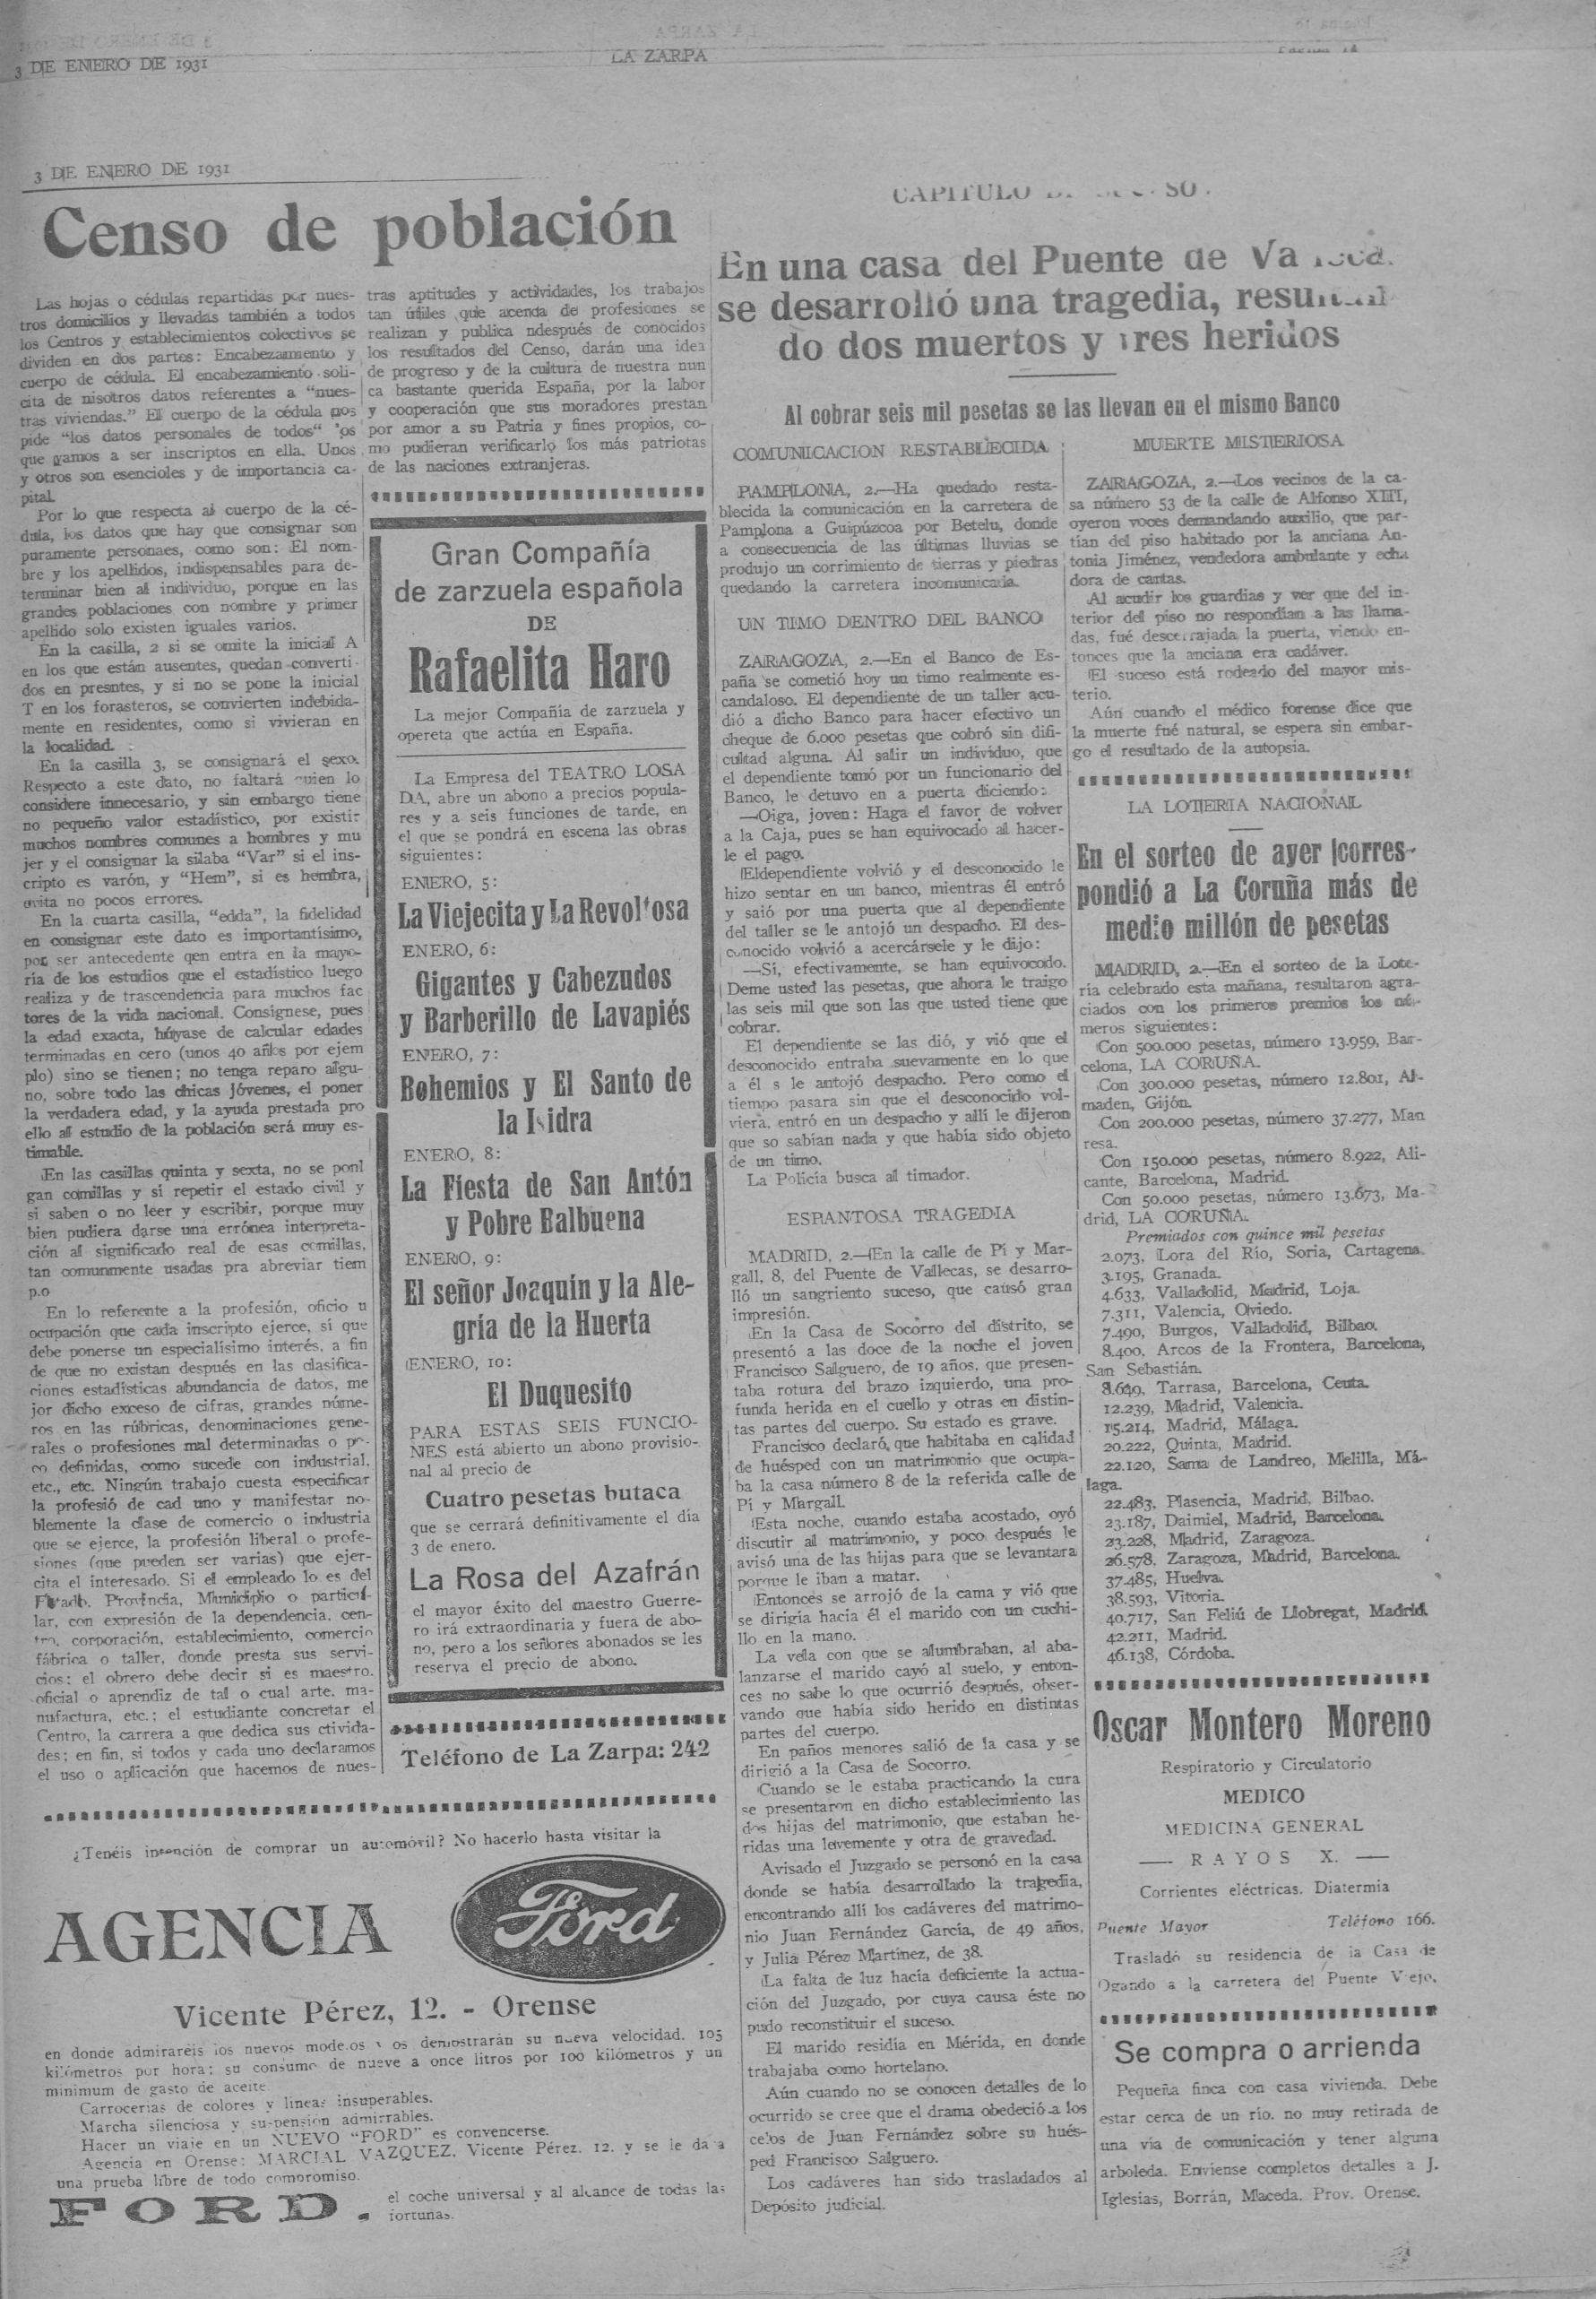 3 DE ENERO DE 1931
LA ZARPA
3 DE ENERO DE 1931
Censo de población
Las hojas o cédulas repartidas por nues-
tros domicilios y llevadas también a todos
los Centros y establecimientos colectivos se
dividen en dos partes: Encabezamiento y
cuerpo de cédula. El encabezamiento soli-
cita de nisotros datos referentes a "nues-
tras viviendas." El cuerpo de la cédula nos
pide "los datos personales de todos" os
que vamos a ser inscriptos en ella. Unos
y otros son esencioles y de importancia ca-
pital.
Por lo que respecta al cuerpo de la cé-
dula, los datos que hay que consignar son
puramente personaes, como son: El nom-
bre y los apellidos, indispensables para de-
terminar bien al individuo, porque en las
grandes poblaciones con nombre y primer
apellido solo existen iguales varios.
En la casilla, 2 si se omite la inicial A
en los que están ausentes, quedan converti-
dos en presntes, y si no se pone la inicial
T en los forasteros, se convierten indebida-
mente en residentes, como si vivieran en
la localidad.
En la casilla 3, se consignará el sexo.
Respecto a este dato, no faltará quien lo
considere innecesario, y sin embargo tiene
no pequeño valor estadístico, por existir
muchos nombres comunes a hombres y mu
jer y el consignar la silaba "Var" si el ins-
cripto es varón, y "Hem", si es hembra,
evita no pocos errores.
En la cuarta casilla, "edda", la fidelidad
en consignar este dato es importantísimo,
por ser antecedente qen entra en la mayo-
ría de los estudios que el estadístico luego
realiza y de trascendencia para muchos fac
tores de la vida nacional. Consígnese, pues
la edad exacta, húyase de calcular edades
terminadas en cero (unos 40 años por ejem
plo) sino se tienen; no tenga reparo algu-
no, sobre todo las chicas jóvenes, el poner
la verdadera edad, y la ayuda prestada pro
ello al estudio de la población será muy es-
timable.
En las casillas quinta y sexta, no se ponl
gan comillas y sí repetir el estado civil y
si saben o no leer y escribir, porque muy
bien pudiera darse una errónea interpreta-
ción al significado real de esas comillas,
tan comunmente usadas pra abreviar tiem
p.o
En lo referente a la profesión, oficio u
ocupación que cada inscripto ejerce, sí que
debe ponerse un especialísimo interés, a fin
de que no existan después en las clasifica-
ciones estadísticas abundancia de datos, me
jor dicho exceso de cifras, grandes núme-
ros en las rúbricas, denominaciones gene-
rales o profesiones mal determinadas o po-
co definidas, como sucede con industrial,
etc., etc. Ningún trabajo cuesta especificar
la profesió de cad uno y manifestar no-
blemente la clase de comercio o industria
que se ejerce, la profesión liberal o profe-
siones (que pueden ser varias) que ejer-
cita el interesado. Si el empleado lo es del
Provincia, Municidpio o particul-
lar, con expresión de la dependencia, cen-
tro, corporación, establecimiento, comercio
fábrica o taller, donde presta sus servi-
cios; el obrero debe decir si es maestro,
oficial o aprendiz de tal o cual arte, ma-
nufactura, etc.; el estudiante concretar el
Centro, la carrera a que dedica sus ctivida-
des; en fin, si todos y cada uno declaramos
el uso o aplicación que hacemos de nues-
tras aptitudes y actividades, los trabajos
tan útiles que acenda de profesiones se
realizan y publica ndespués de conocidos
los resultados del Censo, darán una idea
de progreso y de la cultura de nuestra nun
ca bastante querida España, por la labor
y cooperación que sus moradores prestan
por amor a su Patria y fines propios, co-
mo pudieran verificarlo los más patriotas
de las naciones extranjeras.
Gran Compañía
de zarzuela española
DE
Rafaelita Haro
La mejor Compañía de zarzuela y
opereta que actúa en España.
La Empresa del TEATRO LOSA
DA, abre un abono a precios popula-
res y a seis funciones de tarde, en
el que se pondrá en escena las obras
siguientes:
ENERO, 5:
La Viejecita y La Revoltosa
ENERO, 6:
Gigantes y Cabezudos
y Barberillo de Lavapiés
ENERO, 7:
Bohemios y El Santo de
la Isidra
ENERO, 8:
La Fiesta de San Antón
y Pobre Balbuena
ENERO, 9:
El señor Joaquín y la Ale-
gría de la Huerta
ENERO, 10:
El Duquesito
PARA ESTAS SEIS FUNCIO-
NES está abierto un abono provisio-
nal al precio de
Cuatro pesetas butaca
que se cerrará definitivamente el día
3 de enero.
La Rosa del Azafrán
el mayor éxito del maestro Guerre-
ro irá extraordinaria y fuera de abo-
no, pero a los señores abonados se les
reserva el precio de abono.
Teléfono de La Zarpa: 242
¿Tenéis intención de comprar un automóvil? No hacerlo hasta visitar la
AGENCIA Ford
Vicente Pérez, 12. - Orense
en donde admiraréis los nuevos modelos y os demostrarán su nueva velocidad. 105
kilómetros por hora; su consumo de nueve a once litros por 100 kilómetros y un
minimum de gasto de aceite
Carrocerías de colores y líneas insuperables.
Marcha silenciosa y suspensión admirrables.
Hacer un viaje en un NUEVO "FORD" es convencerse.
Agencia en Orense: MARCIAL VAZQUEZ. Vicente Pérez. 12. y se le dará
una prueba libre de todo compromiso.
FORD. el coche universal y al alcance de todas las
fortunas.
CAPITULO
En una casa del Puente de
se desarrolló una tragedia,
do dos muertos y tres heridos
Al cobrar seis mil pesetas se las llevan en el mismo Banco
COMUNICACION RESTABLECIDA
PAMPLONA, 2.—Ha quedado resta-
blecida la comunicación en la carretera de
Pamplona a Guipúzcoa por Betelu, donde
a consecuencia de las últimas lluvias se
produjo un corrimiento de tierras y piedras
quedando la carretera incomunicada.
UN TIMO DENTRO DEL BANCO
ZARAGOZA, 2.—En el Banco de Es-
paña se cometió hoy un timo realmente es-
candaloso. El dependiente de un taller acu-
dió a dicho Banco para hacer efectivo un
cheque de 6.000 pesetas que cobró sin difi-
cultad alguna. Al salir un individuo, que
el dependiente tomó por un funcionario del
Banco, le detuvo en a puerta diciendo:
—Oiga, joven: Haga el favor de volver
a la Caja, pues se han equivocado al hacer-
le el pago.
Eldependiente volvió y el desconocido le
hizo sentar en un banco, mientras él entró
y saió por una puerta que al dependiente
del taller se le antojó un despacho. El des-
conocido volvió a acercársele y le dijo:
—Sí, efectivamente, se han equivocodo.
Deme usted las pesetas, que ahora le traigo
las seis mil que son las que usted tiene que
cobrar.
El dependiente se las dió, y vió que el
desconocido entraba suevamente en lo que
a él s le antojó despacho. Pero como el
tiempo pasara sin que el desconocido vol-
viera, entró en un despacho y allí le dijeron
que so sabían nada y que había sido objeto
de un timo.
La Policía busca al timador.
ESPANTOSA TRAGEDIA
MADRID, 2.—En la calle de Pí y Mar-
gall, 8, del Puente de Vallecas, se desarro-
lló un sangriento suceso, que causó gran
impresión.
En la Casa de Socorro del distrito, se
presentó a las doce de la noche el joven
Francisco Salguero, de 19 años, que presen-
taba rotura del brazo izquierdo, una pro-
funda herida en el cuello y otras en distin-
tas partes del cuerpo. Su estado es grave.
Francisco declaró, que habitaba en calidad
de huésped con un matrimonio que ocupa-
ba la casa número 8 de la referida calle de
Pí y Margall.
Esta noche, cuando estaba acostado, oyó
discutir al matrimonio, y poco después le
avisó una de las hijas para que se levantara
porque le iban a matar.
Entonces se arrojó de la cama y vió que
se dirigía hacia él el marido con un cuchi-
llo en la mano.
La vela con que se alumbraban, al aba-
lanzarse el marido cayó al suelo, y enton-
ces no sabe lo que ocurrió después, obser-
vando que había sido herido en distintas
partes del cuerpo.
En paños menores salió de la casa y se
dirigió a la Casa de Socorro.
Cuando se le estaba practicando la cura
se presentaron en dicho establecimiento las
dos hijas del matrimonio, que estaban he-
ridas una levemente y otra de gravedad.
Avisado el Juzgado se personó en la casa
donde se había desarrollado la tragedia,
encontrando allí los cadáveres del matrimo-
nio Juan Fernández García, de 49 años,
y Julia Pérez Martínez, de 38.
La falta de luz hacía deficiente la actua-
ción del Juzgado, por cuya causa éste no
pudo reconstituir el suceso.
El marido residía en Mérida, en donde
trabajaba como hortelano.
Aún cuando no se conocen detalles de lo
ocurrido se cree que el drama obedeció a los
celos de Juan Fernández sobre su hués-
ped Francisco Salguero.
Los cadáveres han sido trasladados al
Depósito judicial.
MUERTE MISTERIOSA
ZARAGOZA, 2.—Los vecinos de la ca-
sa número 53 de la calle de Alfonso XIII,
oyeron voces demandando auxilio, que par-
tían del piso habitado por la anciana An-
tonia Jiménez, vendedora ambulante y echa
dora de cartas.
Al acudir los guardias y ver que del in-
terior del piso no respondían a las llama-
das, fué descerrajada la puerta, viendo en-
tonces que la anciana era cadáver.
El suceso está rodeado del mayor mis-
terio.
Aún cuando el médico forense dice que
la muerte fué natural, se espera sin embar-
go el resultado de la autopsia.
LA LOTERIA NACIONAL
En el sorteo de ayer corres-
pondió a La Coruña más de
medio millón de pesetas
MADRID, 2.—En el sorteo de la Lote-
ría celebrado esta mañana, resultaron agra-
ciados con los primeros premios los nú-
meros siguientes:
Con 500.000 pesetas, número 13.959, Bar-
celona, LA CORUÑA.
Con 300.000 pesetas, número 12.801, Al-
maden, Gijón.
Con 200.000 pesetas, número 37.277, Man
resa.
Con 150.000 pesetas, número 8.922, Ali-
cante, Barcelona, Madrid.
Con 50.000 pesetas, número 13.673, Ma-
drid, LA CORUÑA.
Premiados con quince mil pesetas
2.073, Lora del Río, Soria, Cartagena.
3.195, Granada.
4.633, Valladolid, Madrid, Loja.
7.311, Valencia, Oviedo.
7.490, Burgos, Valladolid, Bilbao.
8.400, Arcos de la Frontera, Barcelona,
San Sebastián.
8.649, Tarrasa, Barcelona, Ceuta.
12.239, Madrid, Valencia.
15.214, Madrid, Málaga.
20.222, Quinta, Madrid.
22.120, Sama de Landreo, Melilla, Má-
laga.
22.483, Plasencia, Madrid, Bilbao.
23.187, Daimiel, Madrid, Barcelona.
23.228, Madrid, Zaragoza.
26.578, Zaragoza, Madrid, Barcelona.
37.485, Huelva.
38.593, Vitoria.
40.717, San Feliú de Llobregat, Madrid.
42.211, Madrid.
46.138, Córdoba.
Oscar Montero Moreno
Respiratorio y Circulatorio
MEDICO
MEDICINA GENERAL
— RAYOS X. —
Corrientes eléctricas. Diatermia
Puente Mayor Teléfono 166.
Trasladó su residencia de la Casa de
Ogando a la carretera del Puente Viejo.
Se compra o arrienda
Pequeña finca con casa vivienda. Debe
estar cerca de un río. no muy retirada de
una vía de comunicación y tener alguna
arboleda. Envíense completos detalles a J.
Iglesias, Borrán, Maceda. Prov. Orense.